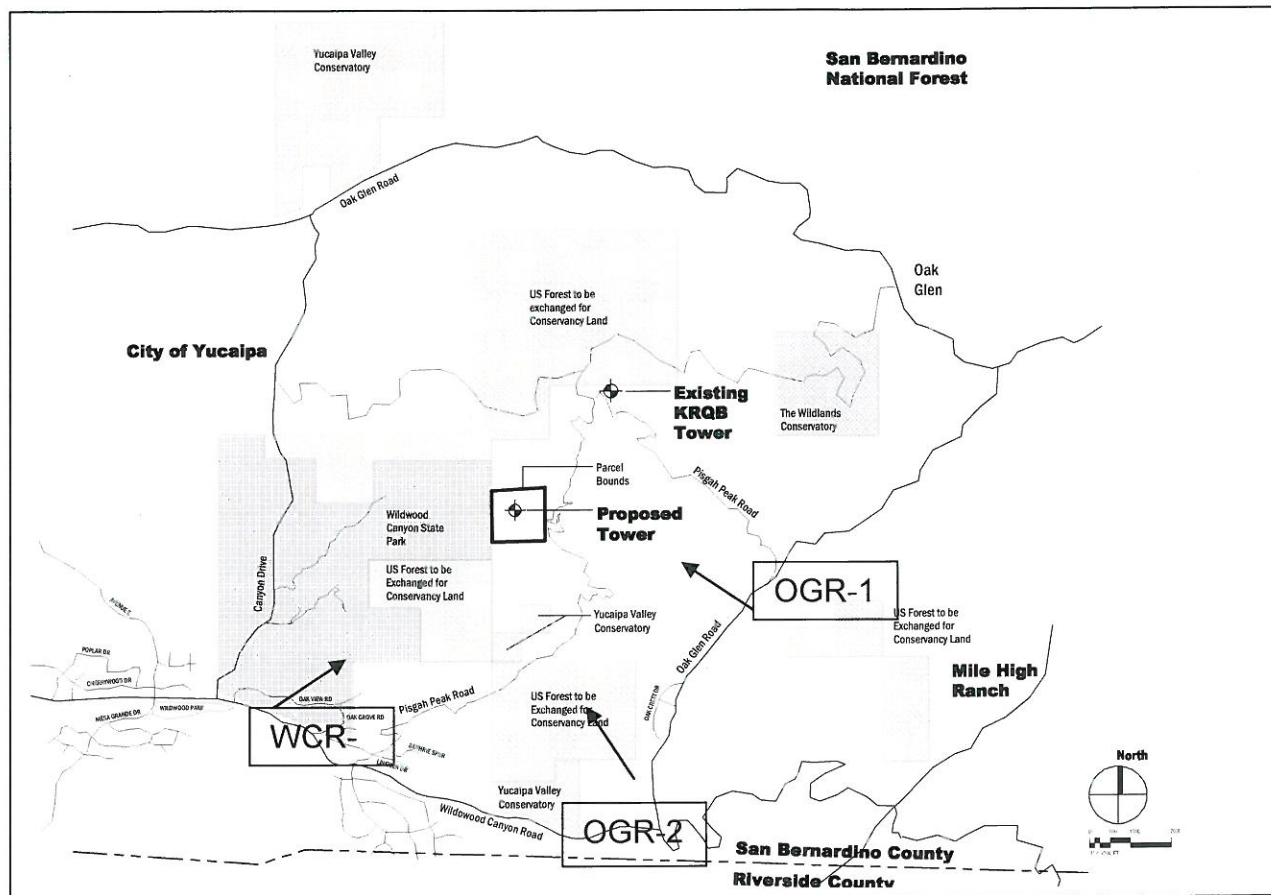 Yucaipa Valley
Conservatory
San Bernardino
National Forest
Oak Glen Road
Oak
Glen
US Forest to be
exchanged for
Conservancy Land
City of Yucaipa
Existing
KRQB
Tower
The Wildlands
Conservatory
Parcel
Bounds
Pisgah Peak Road
Proposed
Tower
Wildwood
Canyon State
Park
US Forest to be
Exchanged for
Conservancy Land
Canyon Drive
OGR-1
US Forest to be
Exchanged for
Conservancy Land
Yucaipa Valley
Conservatory
Oak Glen Road
Mile High
Ranch
POPLAR DR
MESA GRANDE DR
WILDWOOD PARK
OAK VIEW RD
OAK GROVE RD
Pisgah Peak Road
WCR-
US Forest to be
Exchanged for
Conservancy Land
Yucaipa Valley
Conservatory
Wildwood Canyon Road
OGR-2
North
San Bernardino County
Riverside County